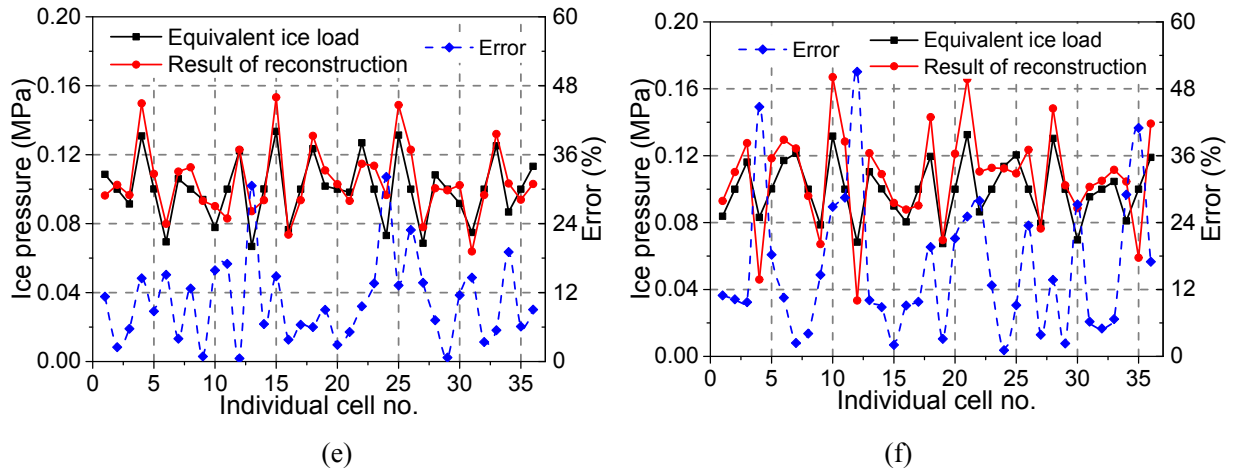 0.20
0.16
0.12
0.08
0.04
0.00
Ice pressure (MPa)
Equivalent ice load
Result of reconstruction
Error
60
48
36
24
12
0
Error (%)
0 5 10 15 20 25 30 35
Individual cell no.
(e)
0.20
0.16
0.12
0.08
0.04
0.00
Ice pressure (MPa)
Error
Equivalent ice load
Result of reconstruction
60
48
36
24
12
0
Error (%)
0 5 10 15 20 25 30 35
Individual cell no.
(f)